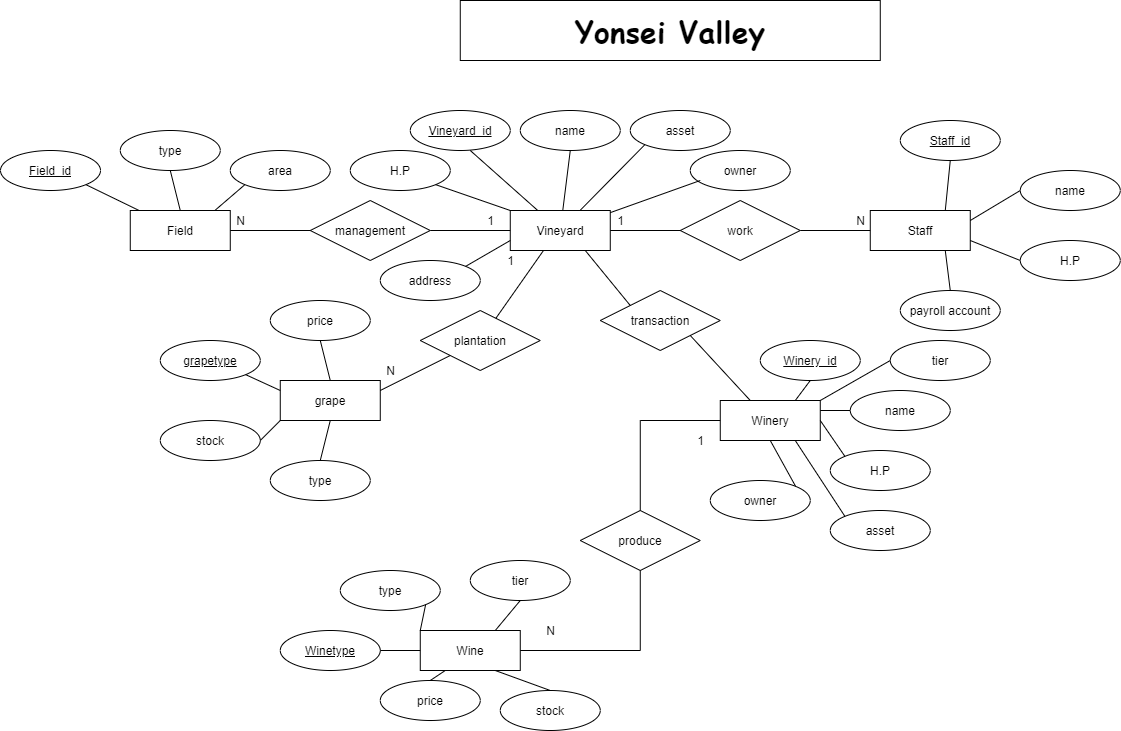 Yonsei Valley
Vineyard_id
name
asset
Staff_id
type
Field_id
area
H.P
owner
name
Field
N
management
1
Vineyard
1
work
N
Staff
H.P
address
1
payroll account
price
transaction
plantation
grapetype
N
Winery_id
tier
grape
name
stock
1
Winery
type
H.P
owner
asset
produce
type
tier
Winetype
N
Wine
price
stock